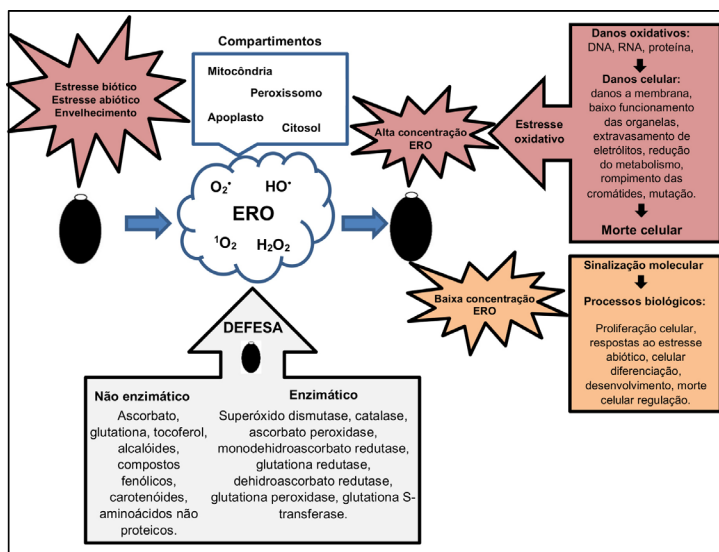 Estresse biótico
Estresse abiótico
Envelhecimento
Compartimentos
Mitocôndria
Peroxissomo
Apoplasto
Citosol
O₂•
HO•
ERO
¹O₂
H₂O₂
Alta concentração
ERO
Estresse
oxidativo
Danos oxidativos:
DNA, RNA, proteína,
Danos celular:
danos a membrana,
baixo funcionamento
das organelas,
extravasamento de
eletrólitos, redução
do metabolismo,
rompimento das
cromátides, mutação.
Morte celular
Baixa concentração
ERO
Sinalização molecular
Processos biológicos:
Proliferação celular,
respostas ao estresse
abiótico, celular
diferenciação,
desenvolvimento, morte
celular regulação.
DEFESA
Não enzimático
Ascorbato,
glutationa, tocoferol,
alcalóides,
compostos
fenólicos,
carotenóides,
aminoácidos não
proteicos.
Enzimático
Superóxido dismutase, catalase,
ascorbato peroxidase,
monodehidroascorbato redutase,
glutationa redutase,
dehidroascorbato redutase,
glutationa peroxidase, glutationa S-
transferase.